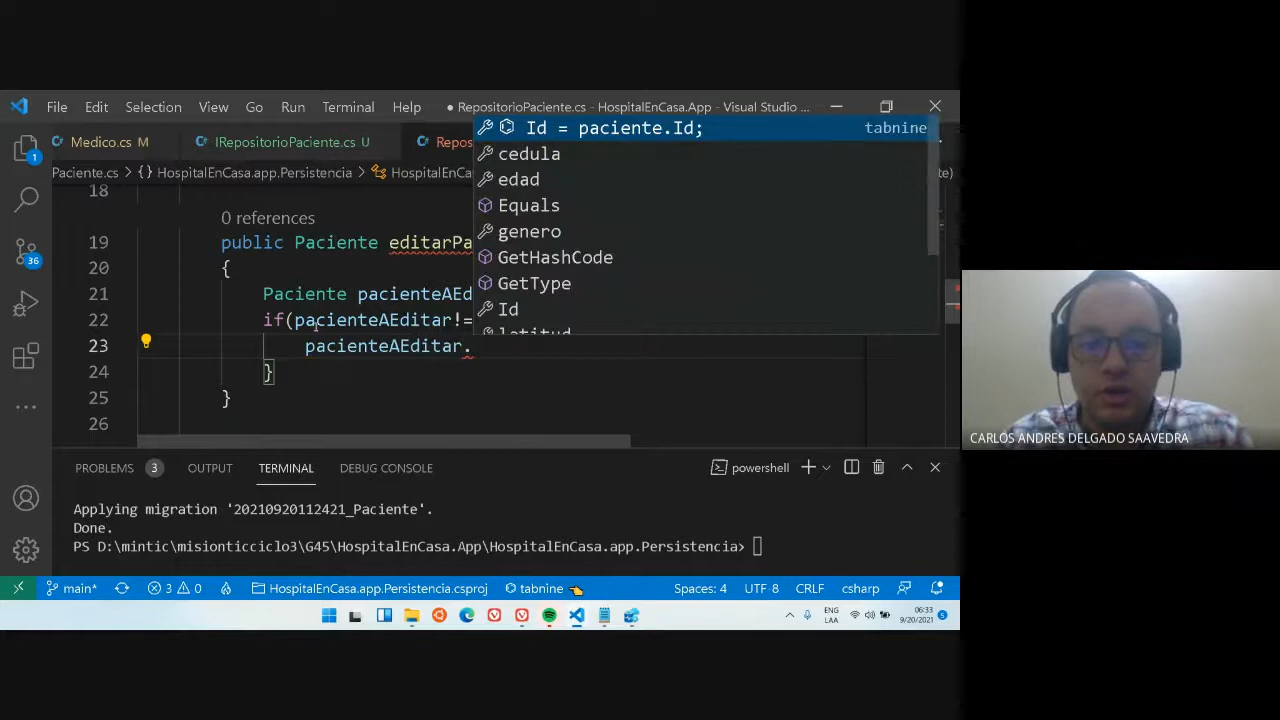 File Edit Selection View Go Run Terminal Help ● RepositorioPaciente.cs - HospitalEnCasa.App - Visual Studio ...
Medico.cs M IRepositorioPaciente.cs U Repos
Paciente.cs > {} HospitalEnCasa.app.Persistencia > HospitalEnCas
Id = paciente.Id; tabnine
cedula
edad
Equals
genero
GetHashCode
GetType
Id
latitud
18
0 references
19 public Paciente editarPa
20 {
21 Paciente pacienteAEd
22 if(pacienteAEditar!=
23 pacienteAEditar.
24 }
25 }
26
1
36
PROBLEMS 3 OUTPUT TERMINAL DEBUG CONSOLE powershell
Applying migration '20210920112421_Paciente'.
Done.
PS D:\mintic\misionticciclo3\G45\HospitalEnCasa.App\HospitalEnCasa.app.Persistencia>
main* 3 0 HospitalEnCasa.app.Persistencia.csproj tabnine Spaces: 4 UTF-8 CRLF csharp
ENG
LAA
06:33
9/20/2021
5
CARLOS ANDRES DELGADO SAAVEDRA